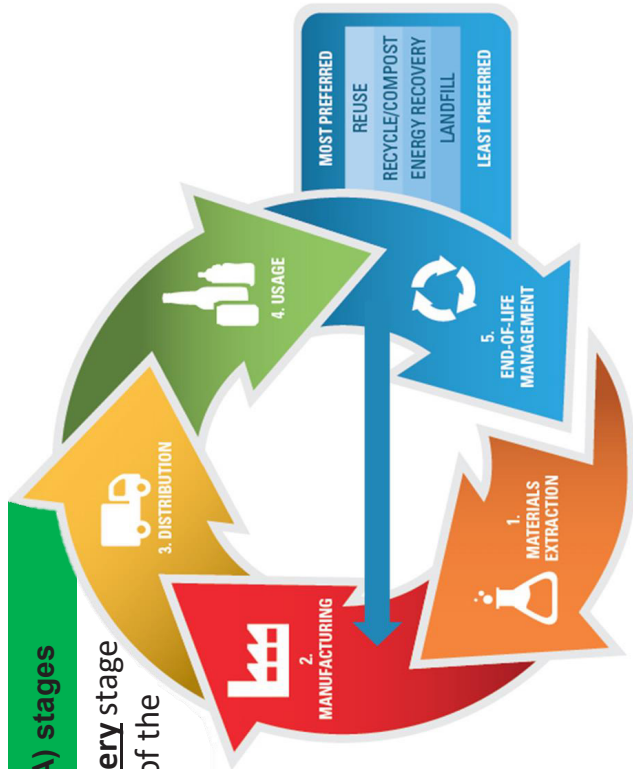 A) stages
ery stage
of the
1.
MATERIALS
EXTRACTION
2.
MANUFACTURING
3. DISTRIBUTION
4. USAGE
5.
END-OF-LIFE
MANAGEMENT
MOST PREFERRED
REUSE
RECYCLE/COMPOST
ENERGY RECOVERY
LANDFILL
LEAST PREFERRED